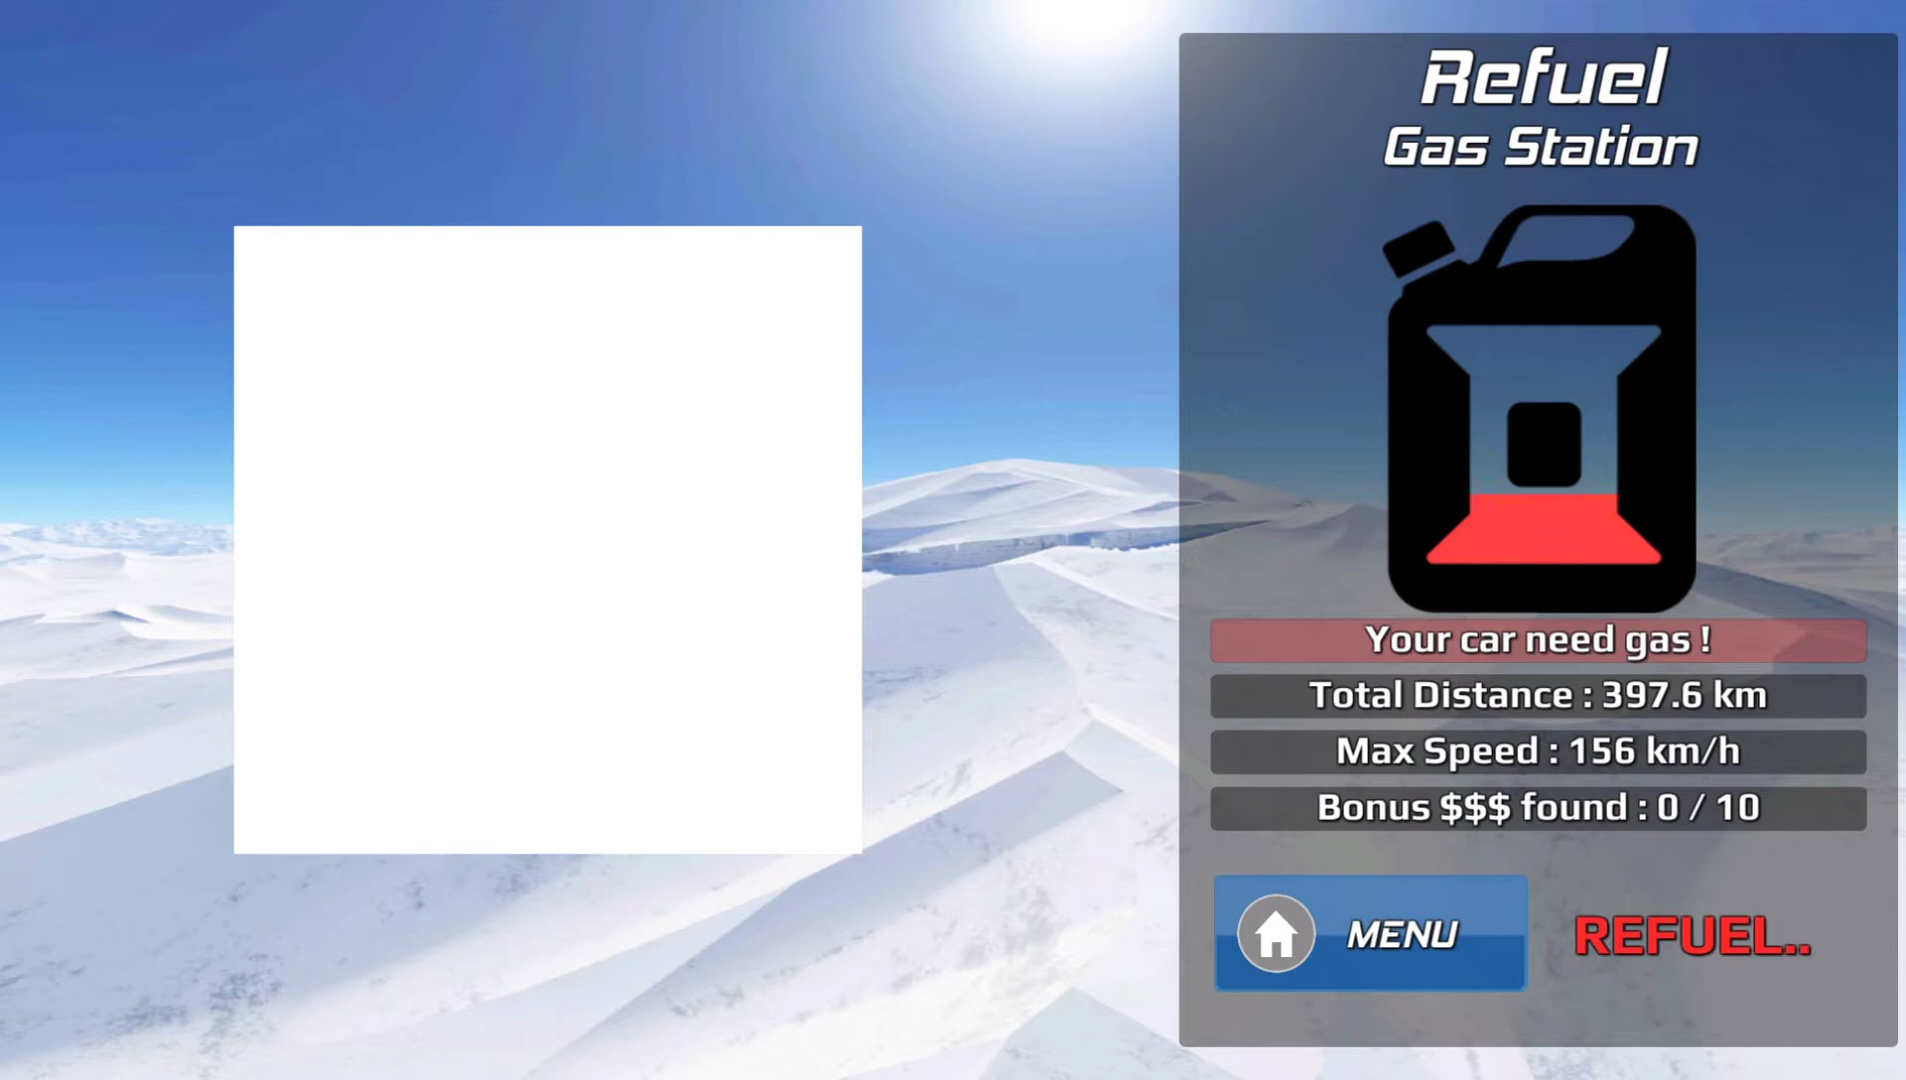 Refuel
Gas Station
Your car need gas !
Total Distance : 397.6 km
Max Speed : 156 km/h
Bonus $$$ found : 0 / 10
MENU
REFUEL..